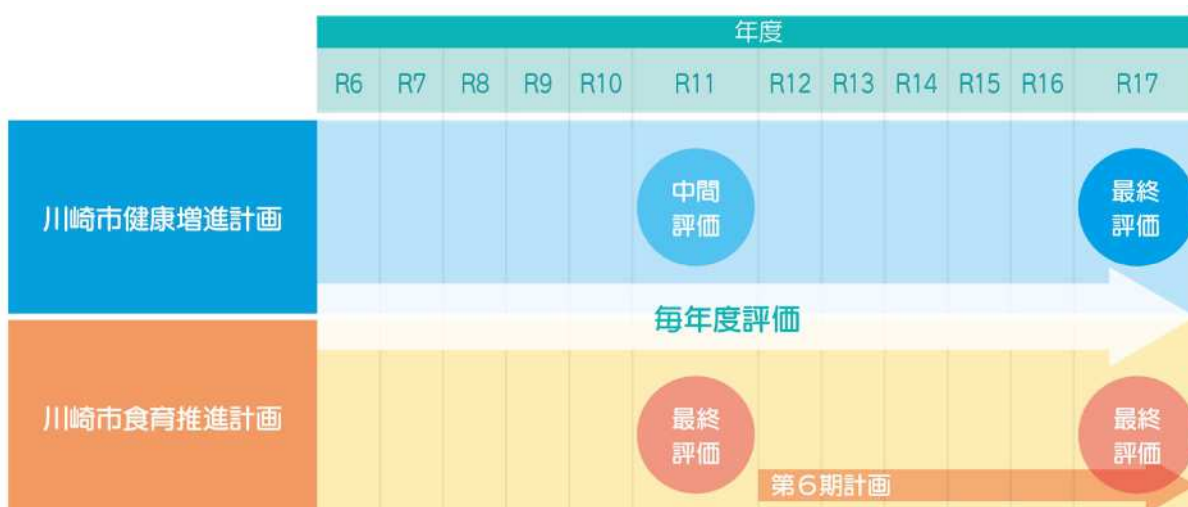 年度
R6 R7 R8 R9 R10 R11 R12 R13 R14 R15 R16 R17
川崎市健康増進計画
中間
評価
最終
評価
毎年度評価
川崎市食育推進計画
最終
評価
最終
評価
第6期計画